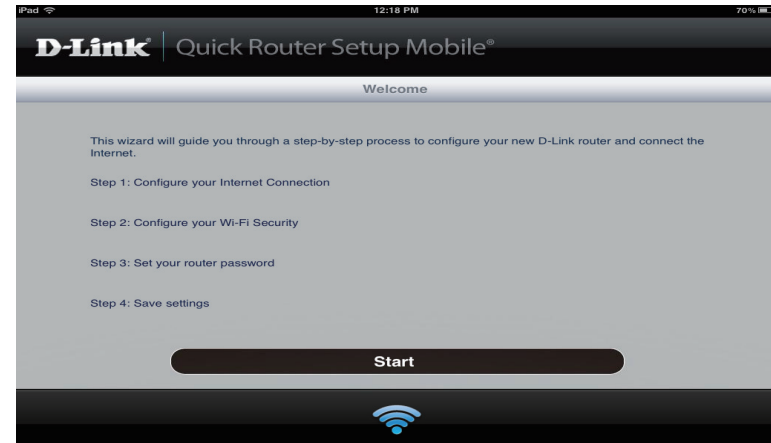 iPad 12:18 PM 70%
D-Link® Quick Router Setup Mobile®
Welcome
This wizard will guide you through a step-by-step process to configure your new D-Link router and connect the
Internet.
Step 1: Configure your Internet Connection
Step 2: Configure your Wi-Fi Security
Step 3: Set your router password
Step 4: Save settings
Start